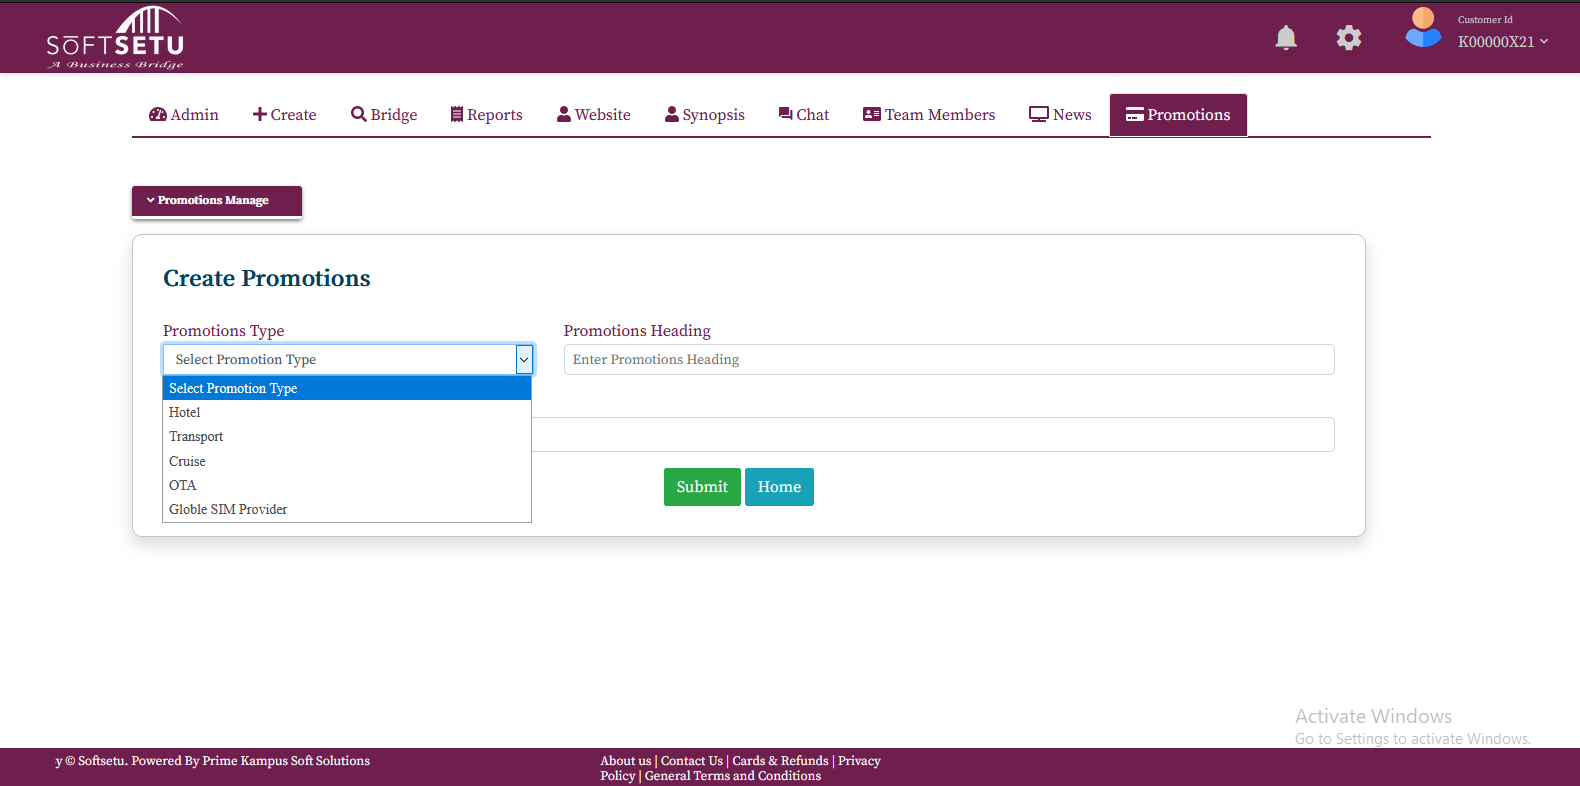 SŌFTSETU
A Business Bridge
Customer Id
K00000X21
Admin Create Bridge Reports Website Synopsis Chat Team Members News Promotions
Promotions Manage
Create Promotions
Promotions Type Promotions Heading
Select Promotion Type Enter Promotions Heading
Select Promotion Type
Hotel
Transport
Cruise
OTA
Globle SIM Provider
Submit Home
Activate Windows
Go to Settings to activate Windows.
y © Softsetu. Powered By Prime Kampus Soft Solutions
About us | Contact Us | Cards & Refunds | Privacy
Policy | General Terms and Conditions